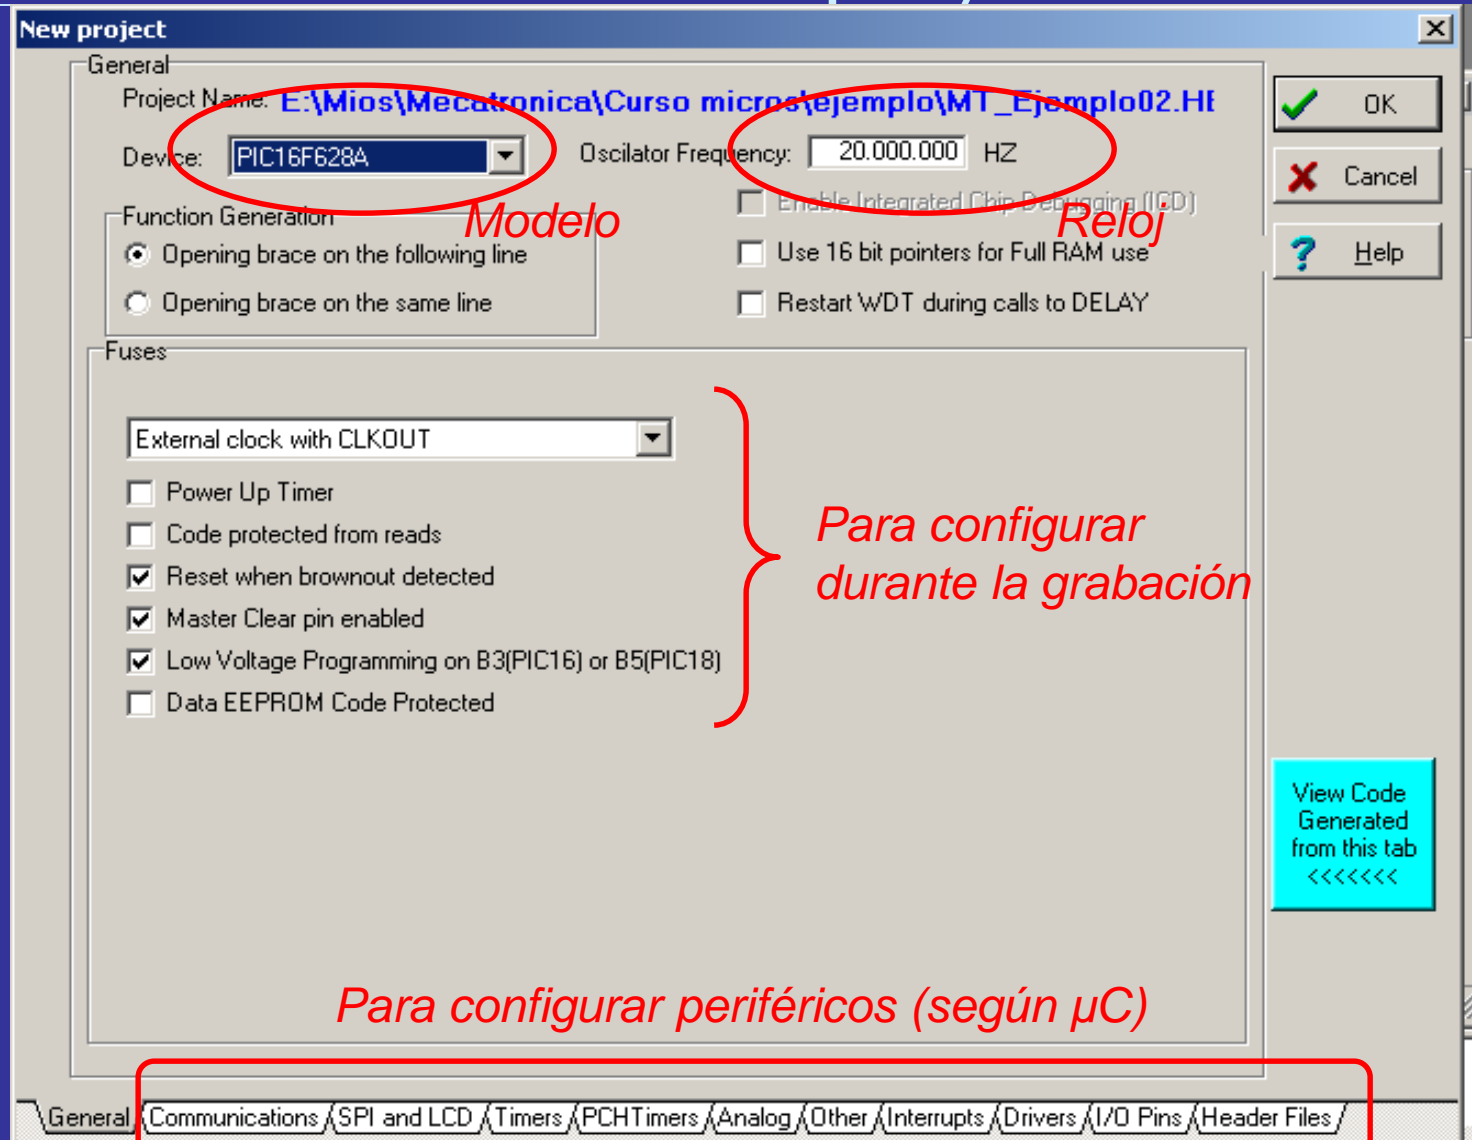 New project
General
Project Name: E:\Mios\Mecatronica\Curso micros\ejemplo\MT_Ejemplo02.HE
Device: PIC16F628A Oscilator Frequency: 20.000.000 HZ
Modelo Reloj
Enable Integrated Chip Debugging (ICD)
Function Generation
Opening brace on the following line
Opening brace on the same line
Use 16 bit pointers for Full RAM use
Restart WDT during calls to DELAY
OK
Cancel
Help
Fuses
External clock with CLKOUT
Power Up Timer
Code protected from reads
Reset when brownout detected
Master Clear pin enabled
Low Voltage Programming on B3(PIC16) or B5(PIC18)
Data EEPROM Code Protected
Para configurar
durante la grabación
View Code
Generated
from this tab
<<<<<<<
Para configurar periféricos (según µC)
General Communications SPI and LCD Timers PCHTimers Analog Other Interrupts Drivers I/O Pins Header Files